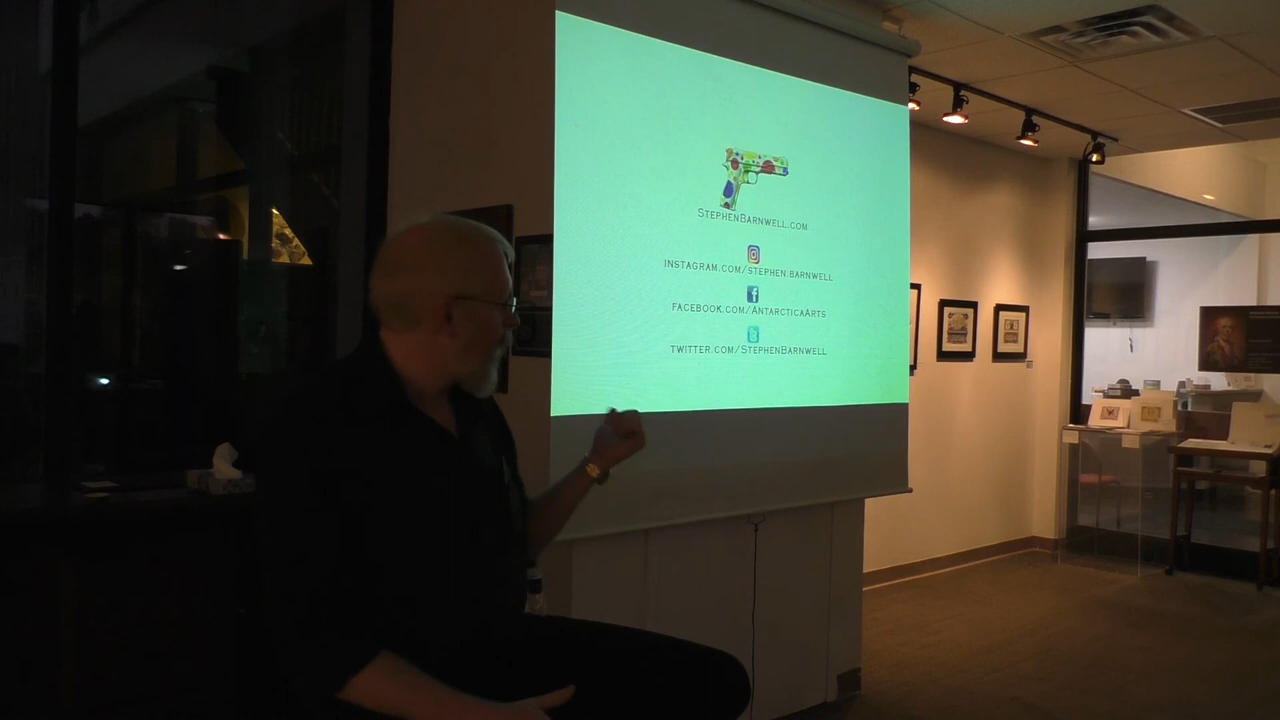 StephenBarnwell.com
instagram.com/stephen.barnwell
facebook.com/AntarcticaArts
twitter.com/StephenBarnwell